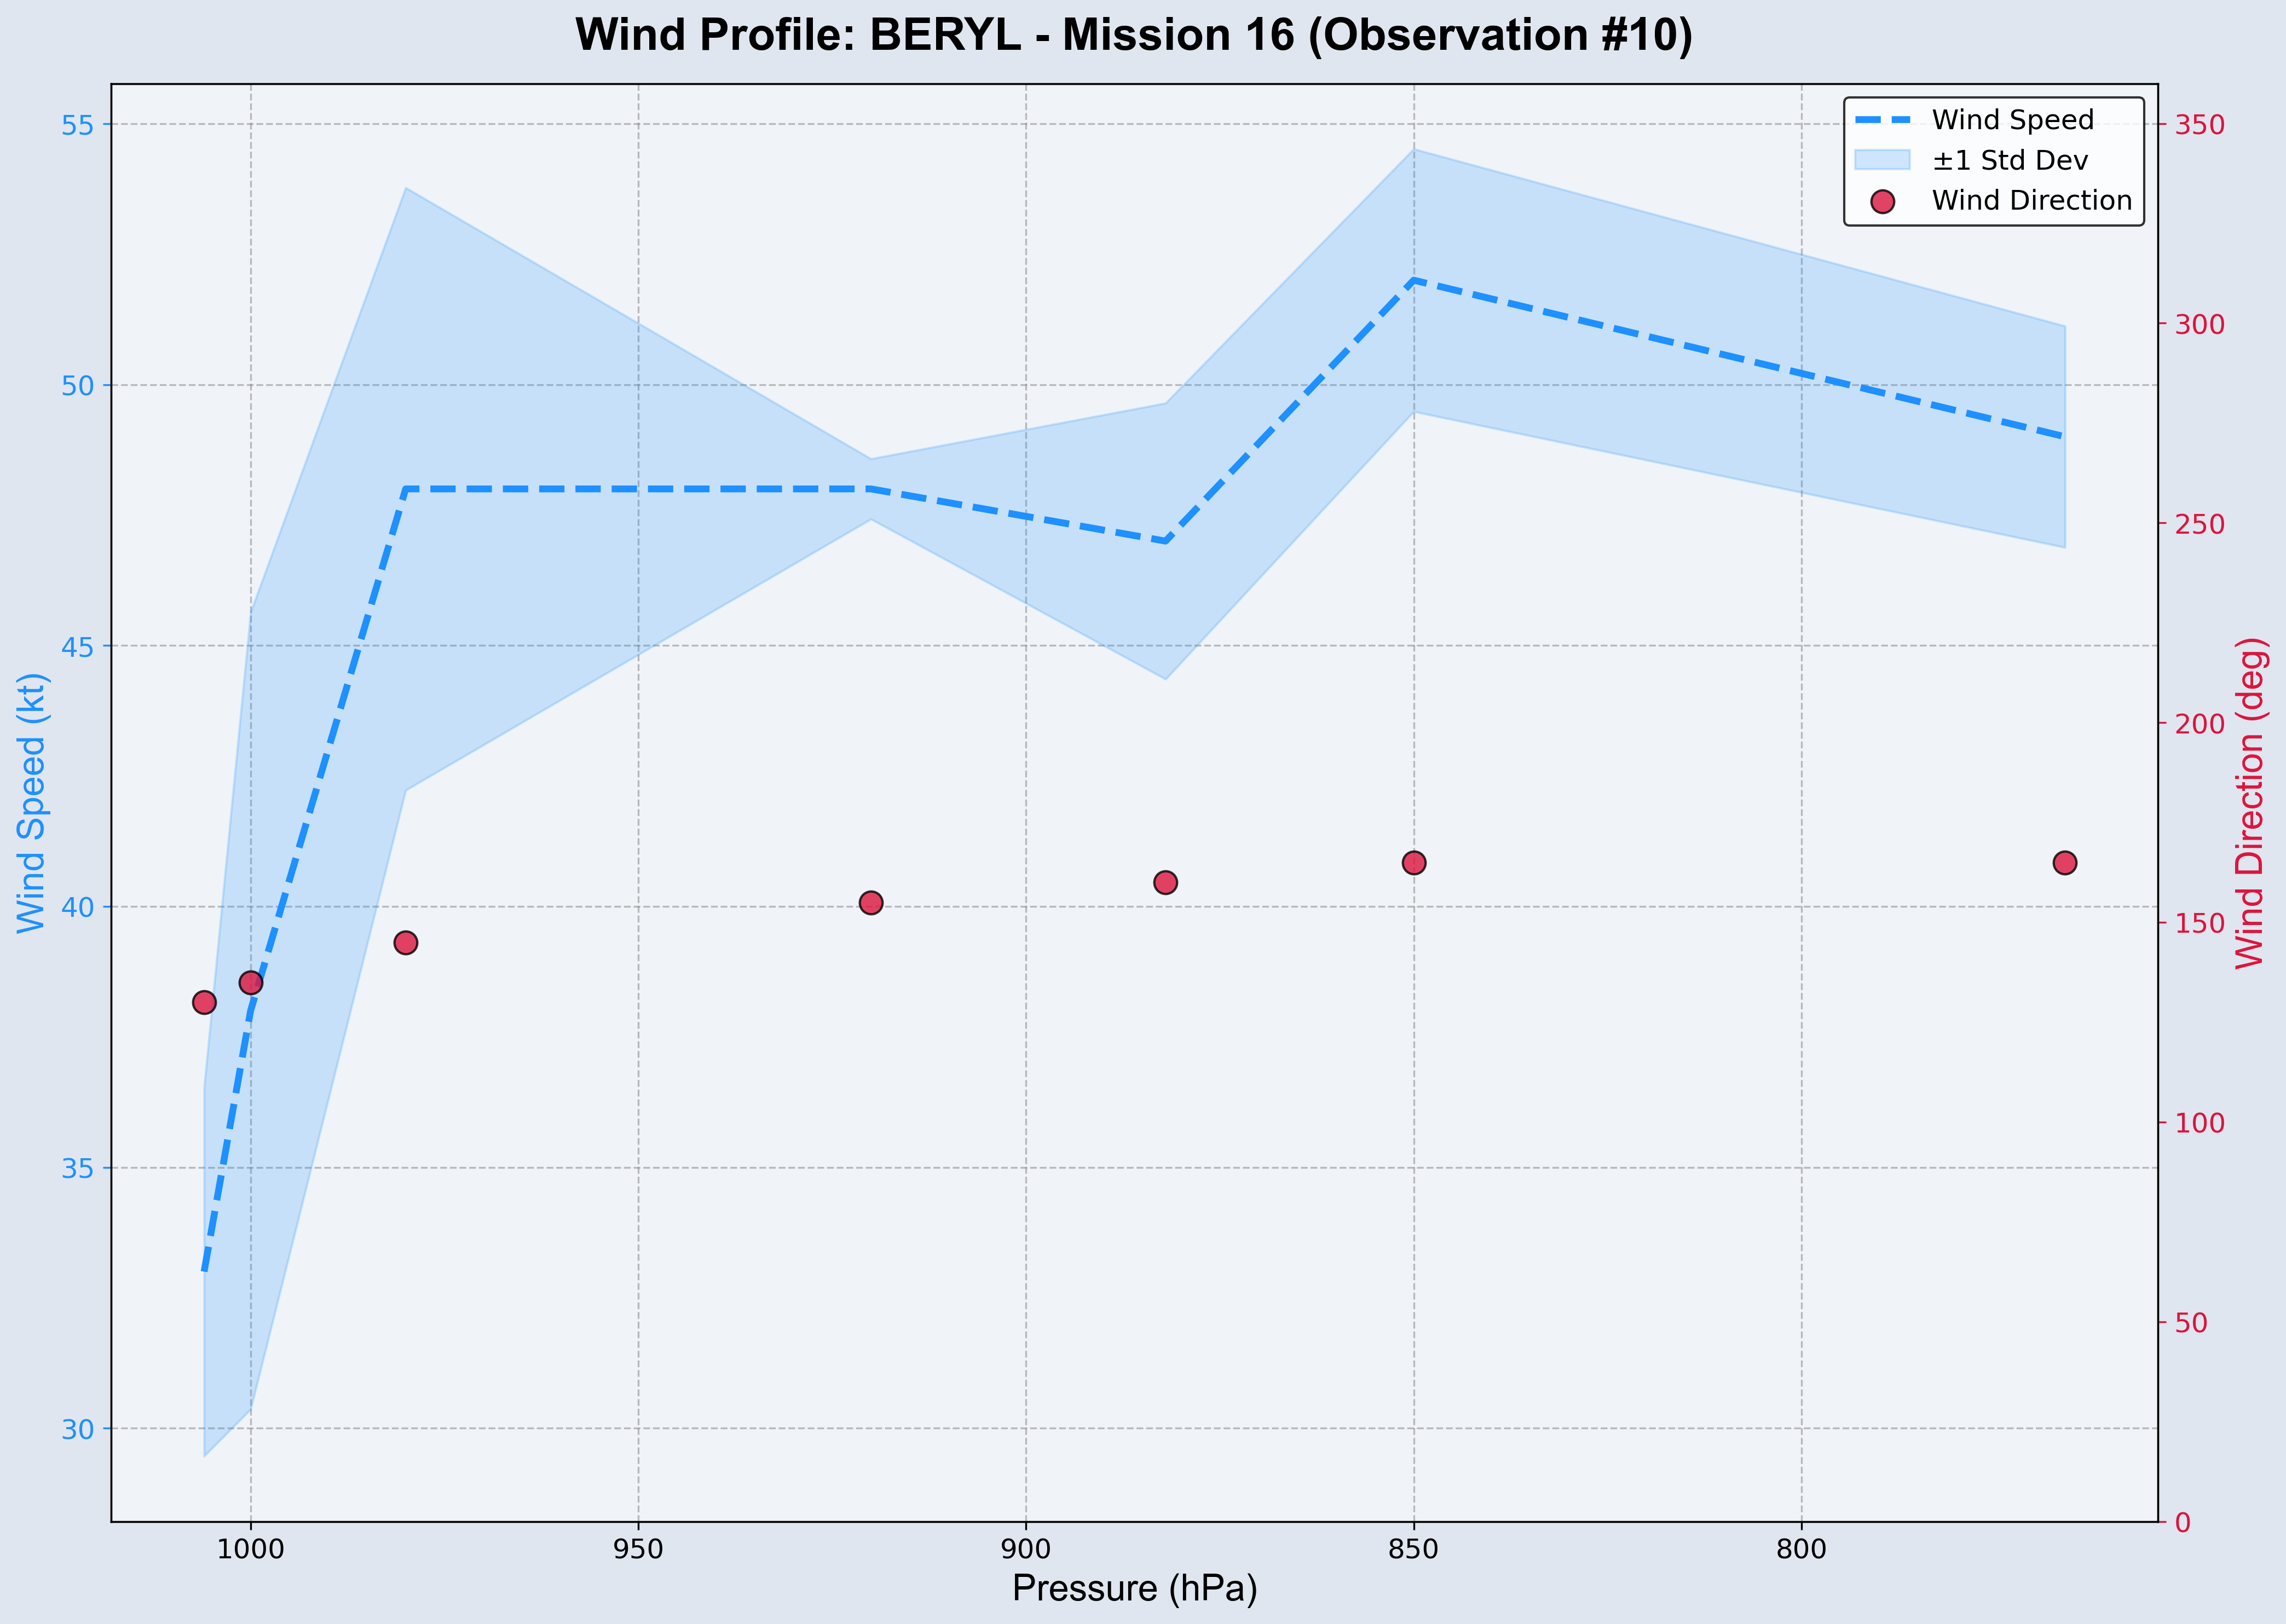 Wind Profile: BERYL - Mission 16 (Observation #10)
Wind Speed
±1 Std Dev
Wind Direction
Wind Speed (kt)
55
50
45
40
35
30
350
300
250
200
150
100
50
0
Wind Direction (deg)
1000
950
900
850
800
Pressure (hPa)